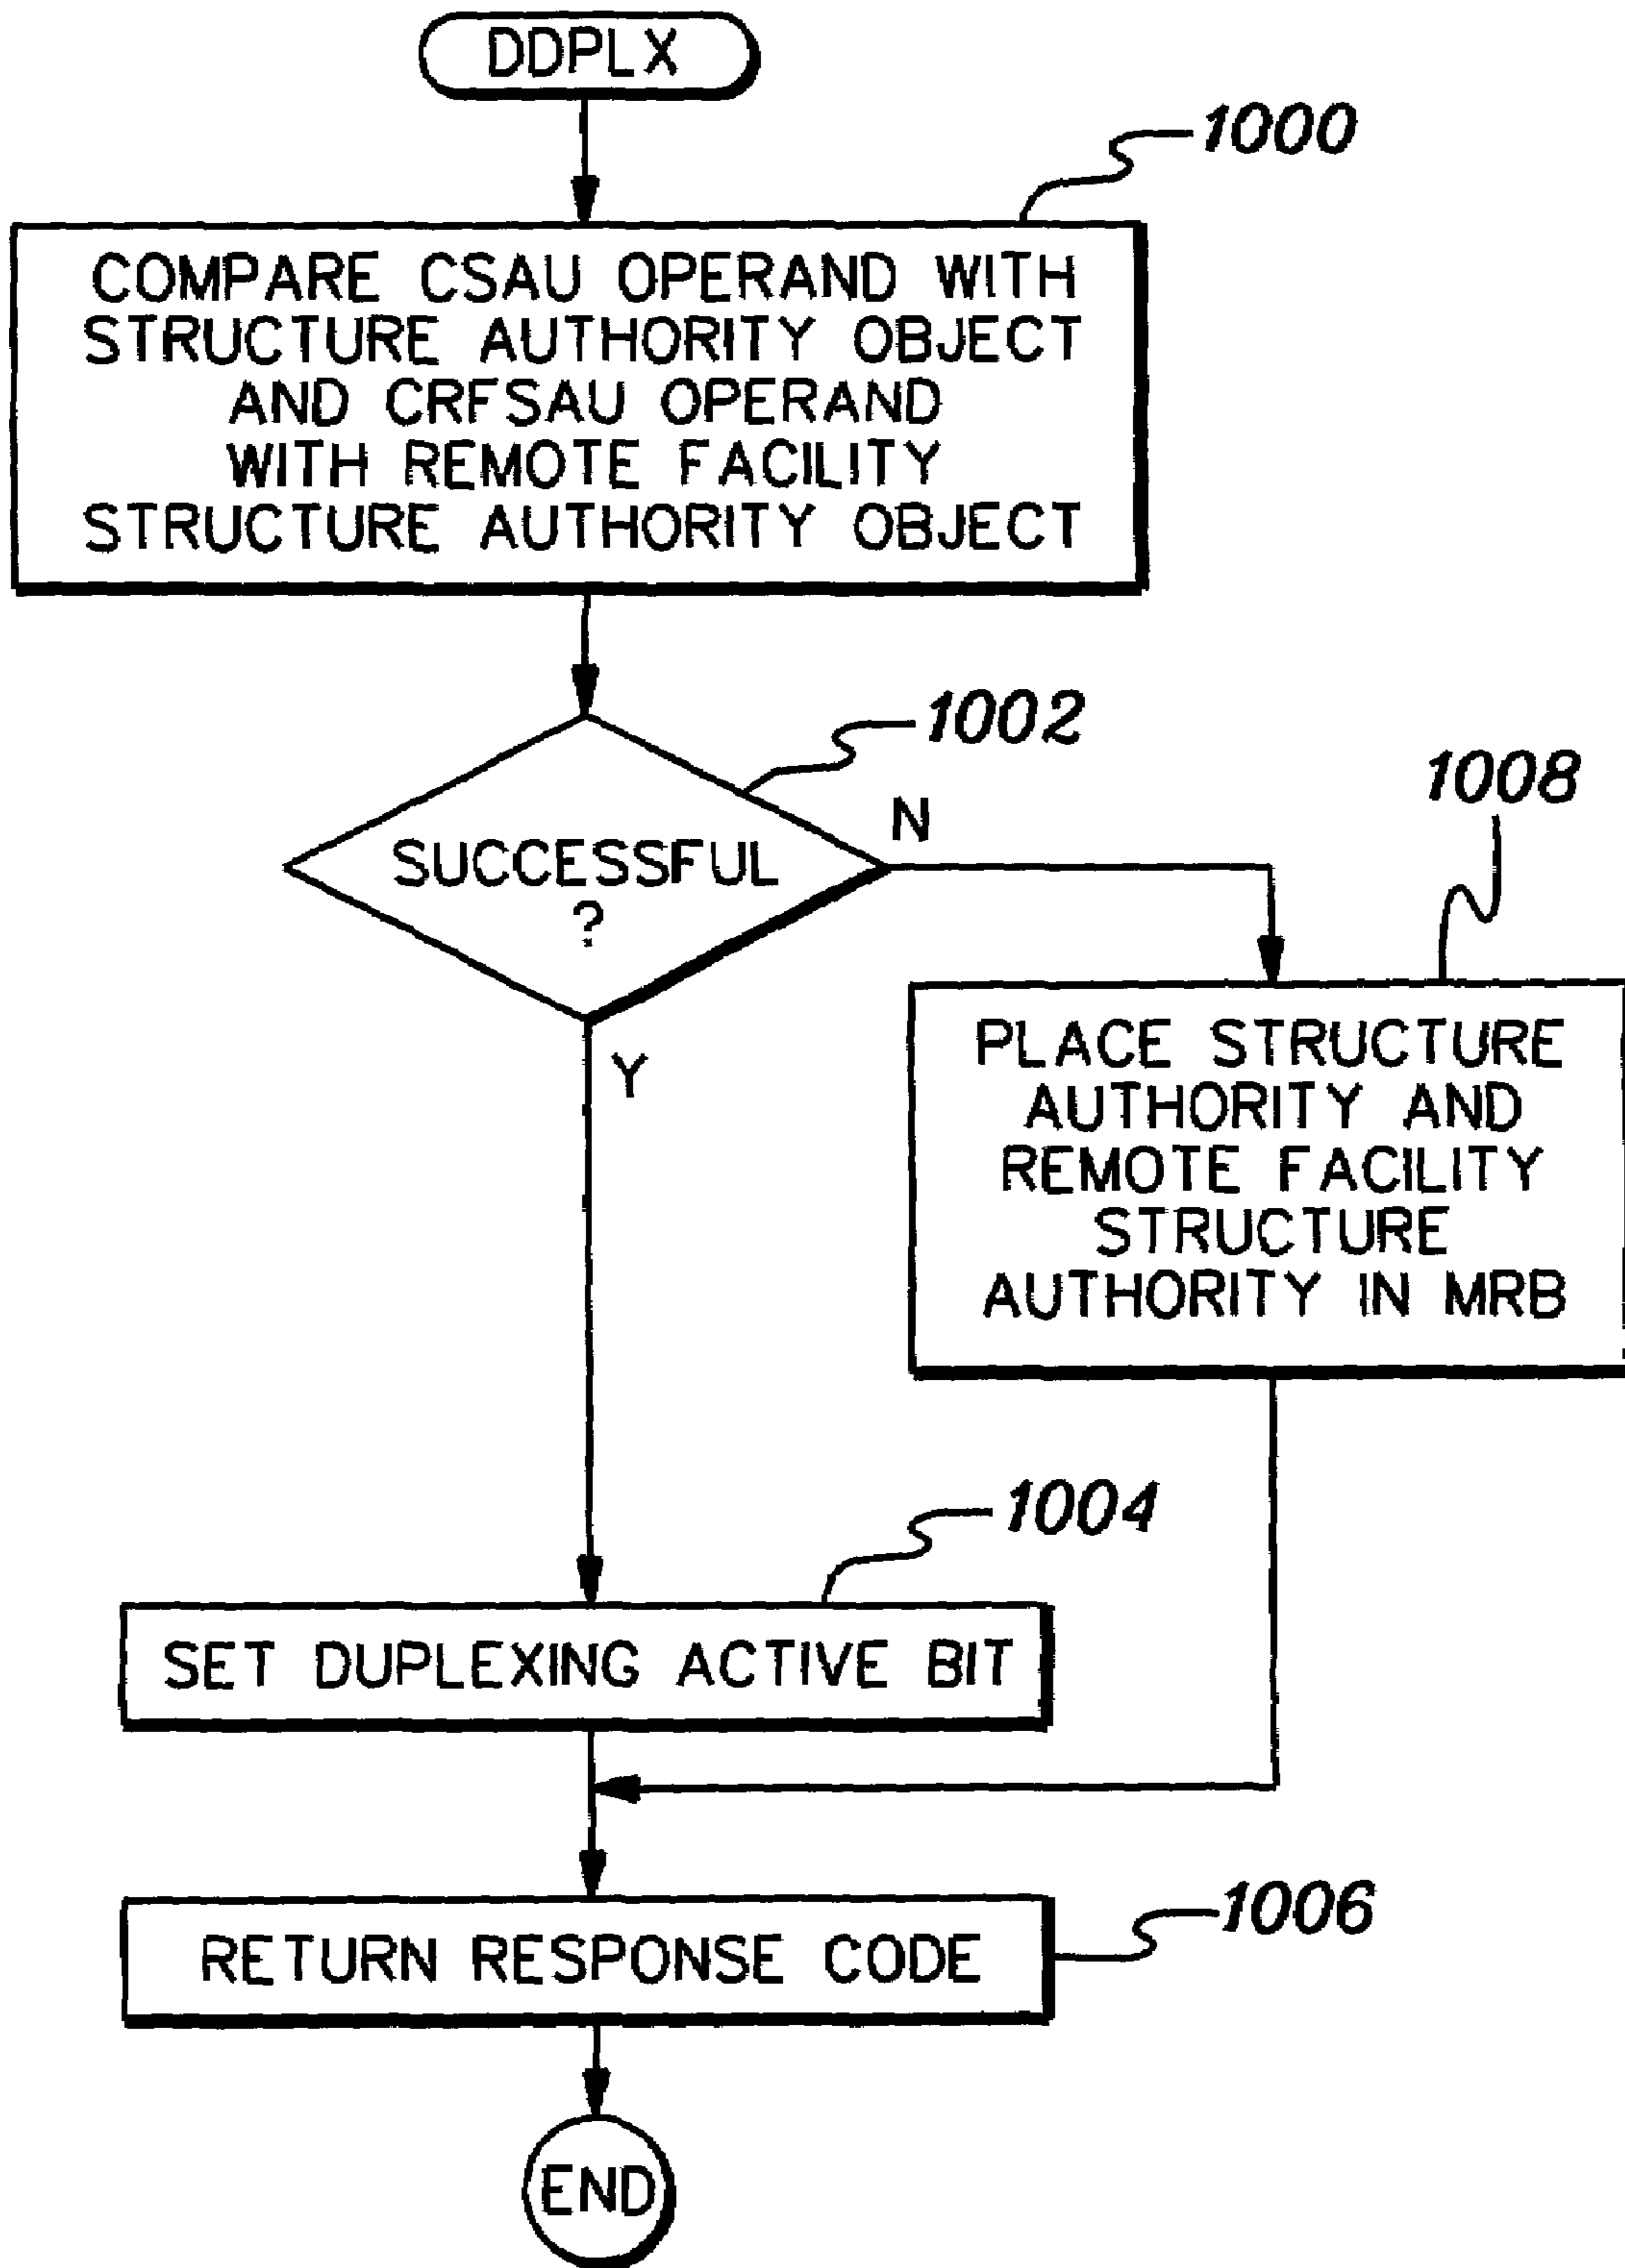 DDPLX
1000
COMPARE CSAU OPERAND WITH
STRUCTURE AUTHORITY OBJECT
AND CRFSAU OPERAND
WITH REMOTE FACILITY
STRUCTURE AUTHORITY OBJECT
1002
SUCCESSFUL
?
N
Y
1008
PLACE STRUCTURE
AUTHORITY AND
REMOTE FACILITY
STRUCTURE
AUTHORITY IN MRB
1004
SET DUPLEXING ACTIVE BIT
1006
RETURN RESPONSE CODE
END